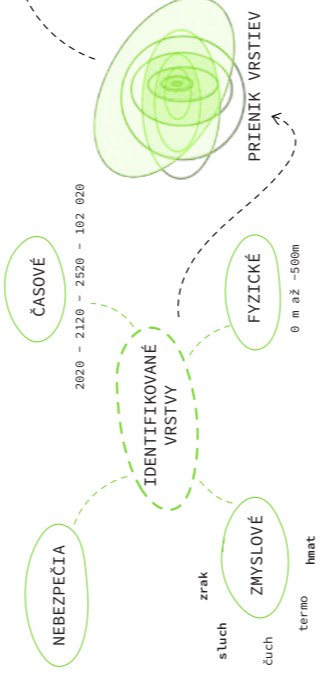 NEBEZPEČIA
ČASOVÉ
2020 – 2120 – 2520 – 102 020
IDENTIFIKOVANÉ
VRSTVY
PRIENIK VRSTIEV
ZMYSLOVÉ
zrak
sluch
čuch
termo
hmat
FYZICKÉ
0 m až -500m